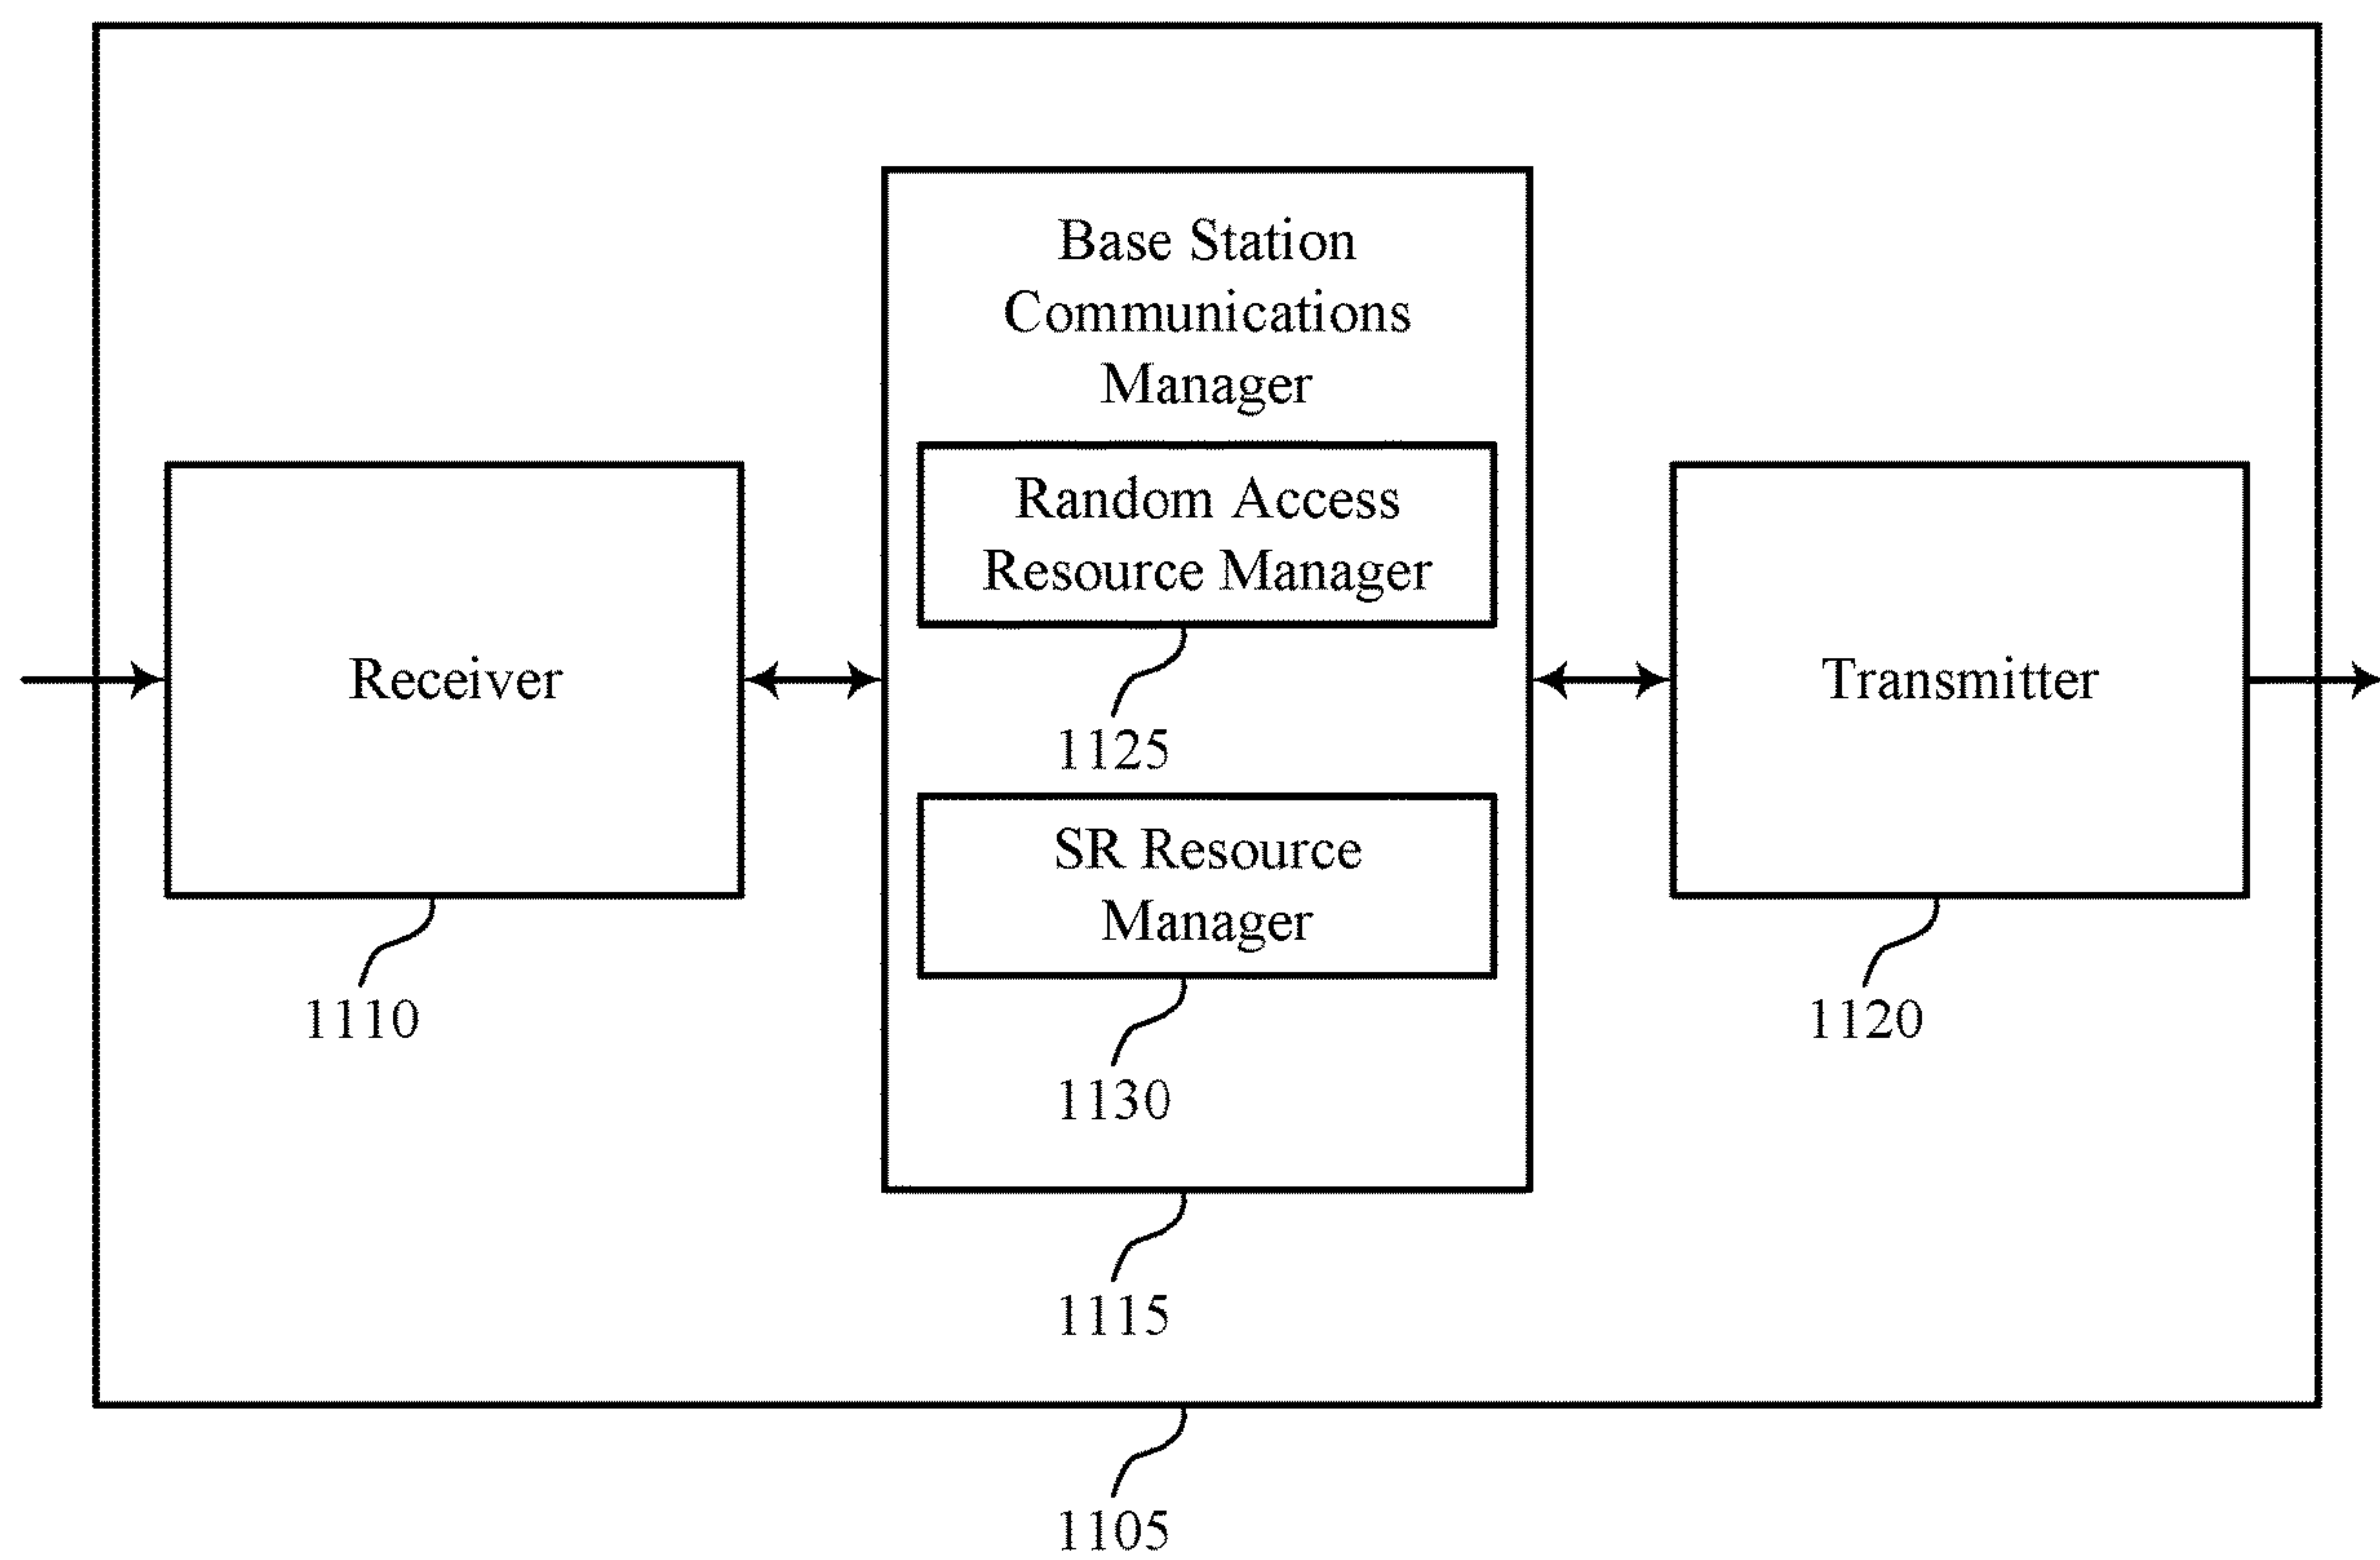 Base Station
Communications
Manager
Random Access
Resource Manager
1125
Receiver
1110
SR Resource
Manager
1130
Transmitter
1120
1115
1105